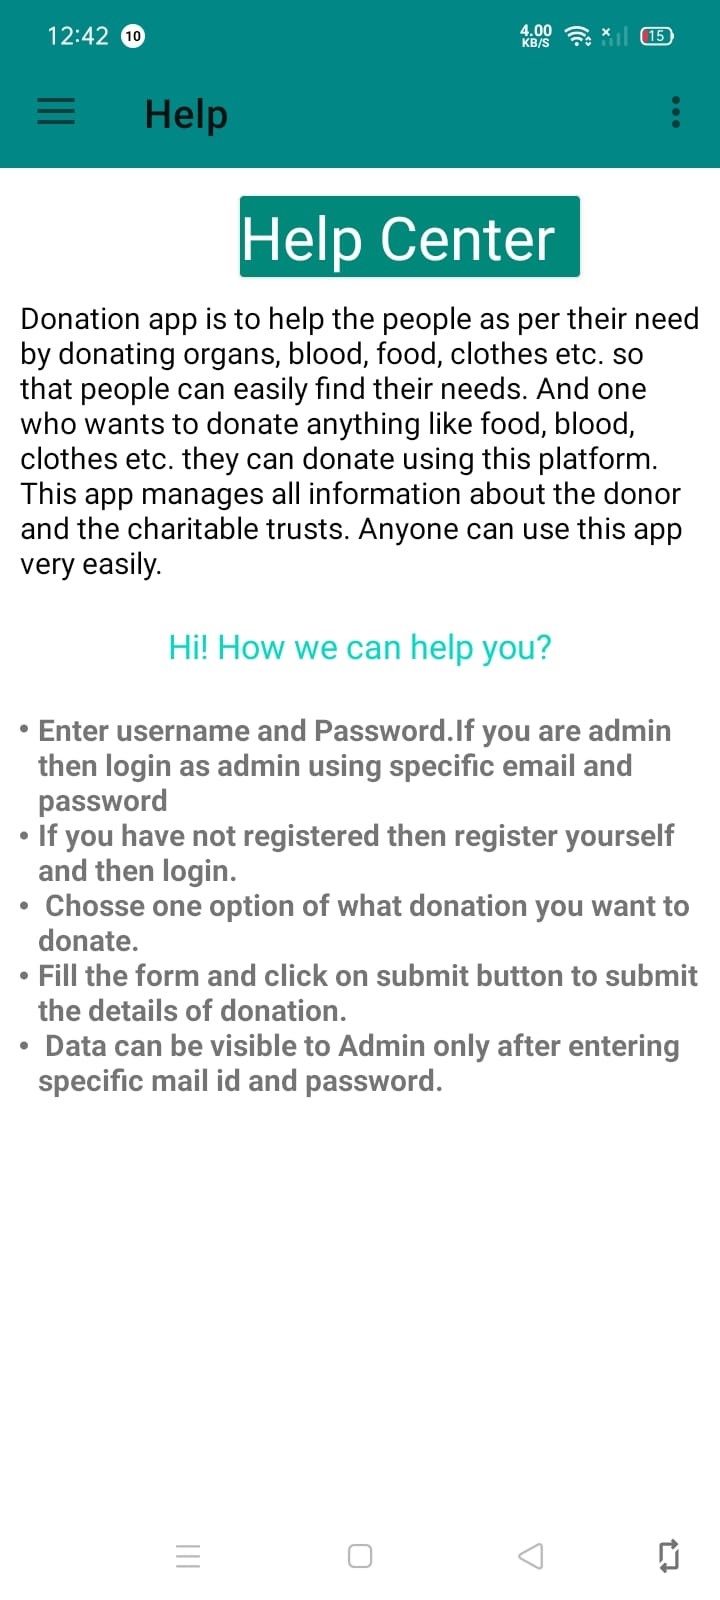 12:42 10 4.00 KB/S 15
Help
Help Center
Donation app is to help the people as per their need
by donating organs, blood, food, clothes etc. so
that people can easily find their needs. And one
who wants to donate anything like food, blood,
clothes etc. they can donate using this platform.
This app manages all information about the donor
and the charitable trusts. Anyone can use this app
very easily.
Hi! How we can help you?
• Enter username and Password.If you are admin
then login as admin using specific email and
password
• If you have not registered then register yourself
and then login.
• Chosse one option of what donation you want to
donate.
• Fill the form and click on submit button to submit
the details of donation.
• Data can be visible to Admin only after entering
specific mail id and password.